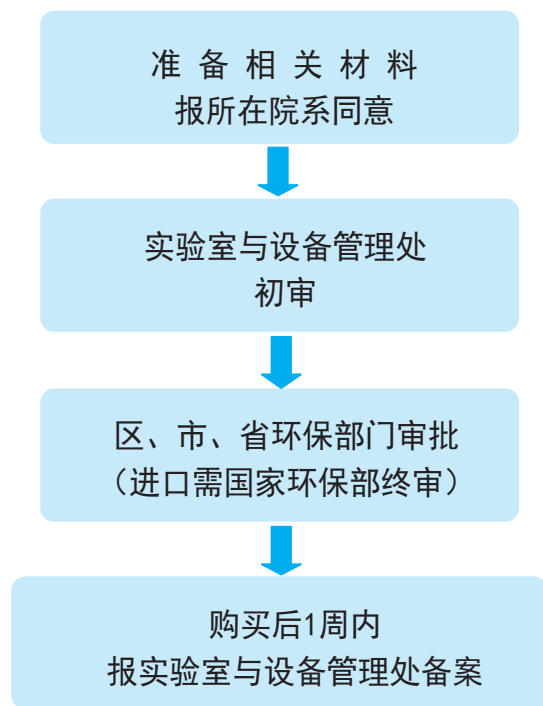 准备相关材料
报所在院系同意
实验室与设备管理处
初审
区、市、省环保部门审批
（进口需国家环保部终审）
购买后1周内
报实验室与设备管理处备案